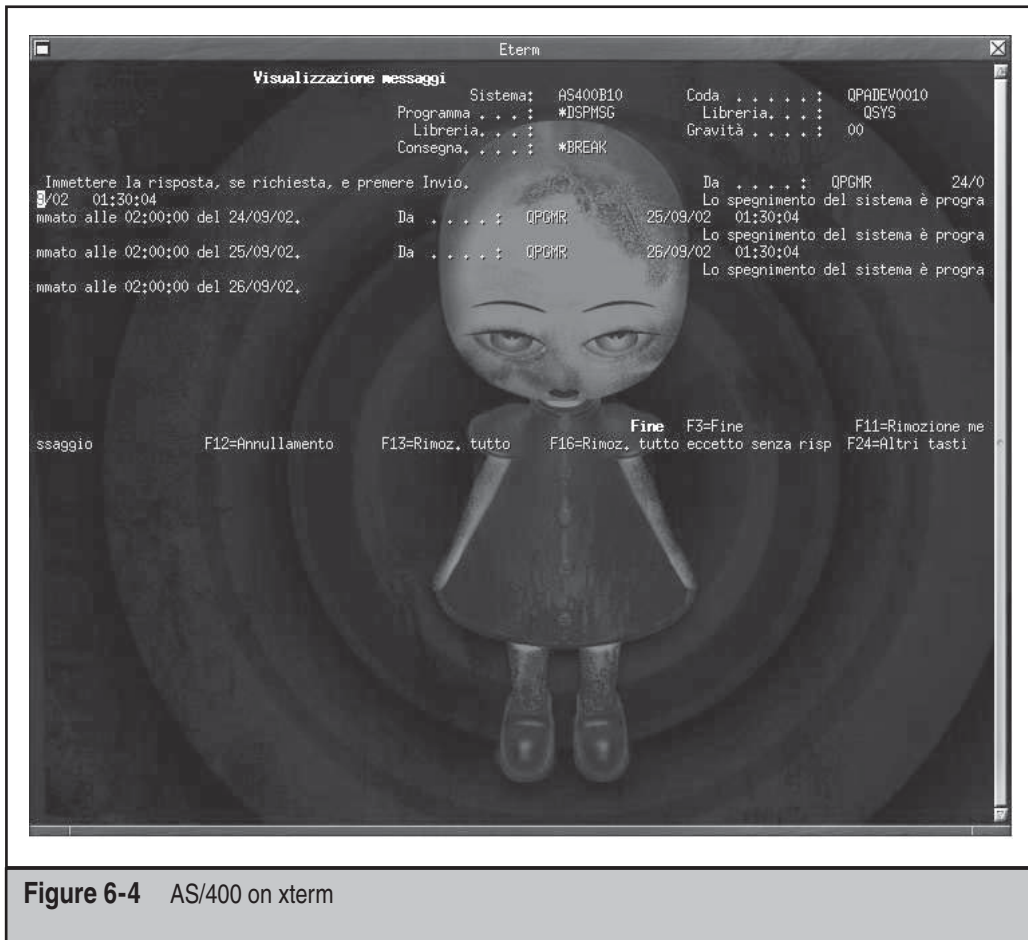 Eterm
Visualizzazione messaggi
Sistema: AS400B10 Coda . . . . . : QPADEV0010
Programma . . . : *DSPMSG Libreria. . . : QSYS
Libreria. . . : Gravità . . . . : 00
Consegna. . . . : *BREAK
Immettere la risposta, se richiesta, e premere Invio. Da . . . . : QPGMR 24/0
9/02 01:30:04 Lo spegnimento del sistema è progra
mmato alle 02:00:00 del 24/09/02. Da . . . . : QPGMR 25/09/02 01:30:04
Lo spegnimento del sistema è progra
mmato alle 02:00:00 del 25/09/02. Da . . . . : QPGMR 26/09/02 01:30:04
Lo spegnimento del sistema è progra
mmato alle 02:00:00 del 26/09/02.
Fine F3=Fine F11=Rimozione me
ssaggio F12=Annullamento F13=Rimoz. tutto F16=Rimoz. tutto eccetto senza risp F24=Altri tasti
Figure 6-4 AS/400 on xterm